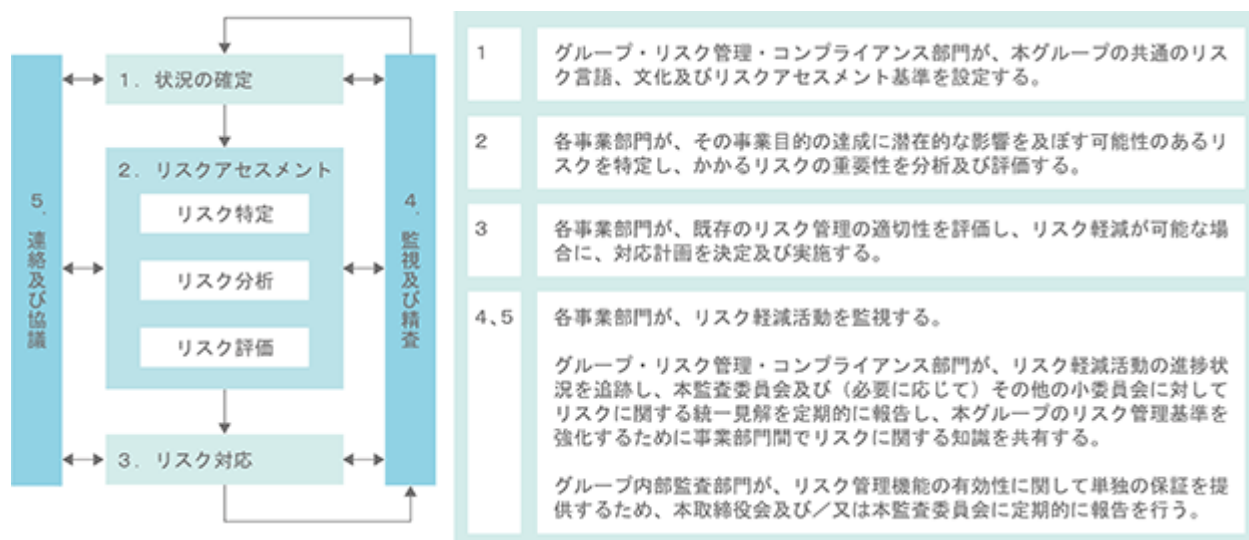 1. 状況の確定
2. リスクアセスメント
リスク特定
リスク分析
リスク評価
3. リスク対応
4. 監視及び精査
5. 連絡及び協議
1
グループ・リスク管理・コンプライアンス部門が、本グループの共通のリス
ク言語、文化及びリスクアセスメント基準を設定する。
2
各事業部門が、その事業目的の達成に潜在的な影響を及ぼす可能性のあるリ
スクを特定し、かかるリスクの重要性を分析及び評価する。
3
各事業部門が、既存のリスク管理の適切性を評価し、リスク軽減が可能な場
合に、対応計画を決定及び実施する。
4、5
各事業部門が、リスク軽減活動を監視する。
グループ・リスク管理・コンプライアンス部門が、リスク軽減活動の進捗状
況を追跡し、本監査委員会及び（必要に応じて）その他の小委員会に対して
リスクに関する統一見解を定期的に報告し、本グループのリスク管理基準を
強化するために事業部門間でリスクに関する知識を共有する。
グループ内部監査部門が、リスク管理機能の有効性に関して単独の保証を提
供するため、本取締役会及び／又は本監査委員会に定期的に報告を行う。